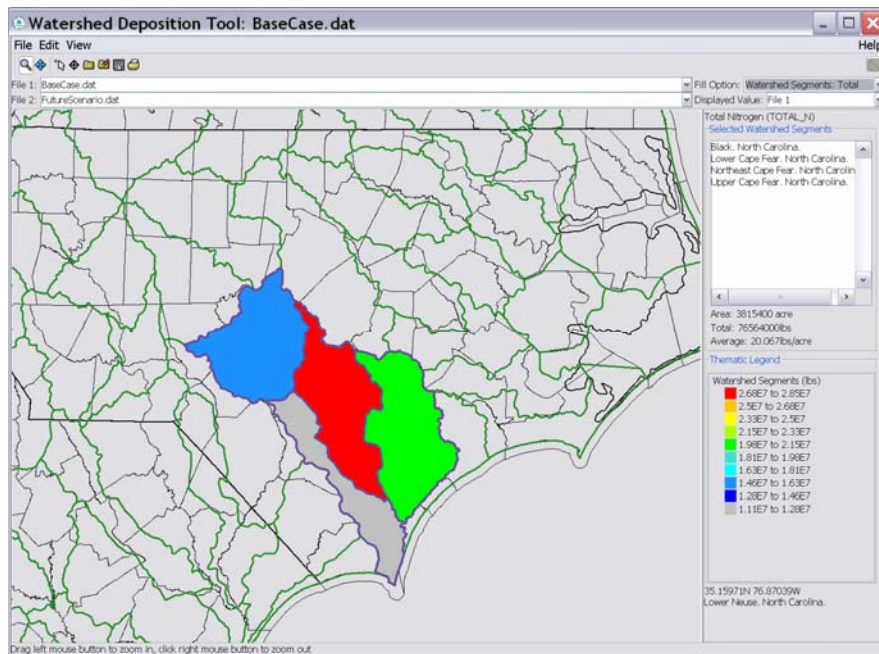 Watershed Deposition Tool: BaseCase.dat
File Edit View Help
File 1: BaseCase.dat Fill Option: Watershed Segments: Total
File 2: FutureScenario.dat Displayed Value: File 1
Total Nitrogen (TOTAL_N)
Selected Watershed Segments
Black. North Carolina.
Lower Cape Fear. North Carolina.
Northeast Cape Fear. North Carolin
Upper Cape Fear. North Carolina.
Area: 3815400 acre
Total: 76564000lbs
Average: 20.067lbs/acre
Thematic Legend
Watershed Segments (lbs)
2.68E7 to 2.85E7
2.5E7 to 2.68E7
2.33E7 to 2.5E7
2.15E7 to 2.33E7
1.98E7 to 2.15E7
1.81E7 to 1.98E7
1.63E7 to 1.81E7
1.46E7 to 1.63E7
1.28E7 to 1.46E7
1.11E7 to 1.28E7
35.15971N 76.87039W
Lower Neuse. North Carolina.
Drag left mouse button to zoom in, click right mouse button to zoom out